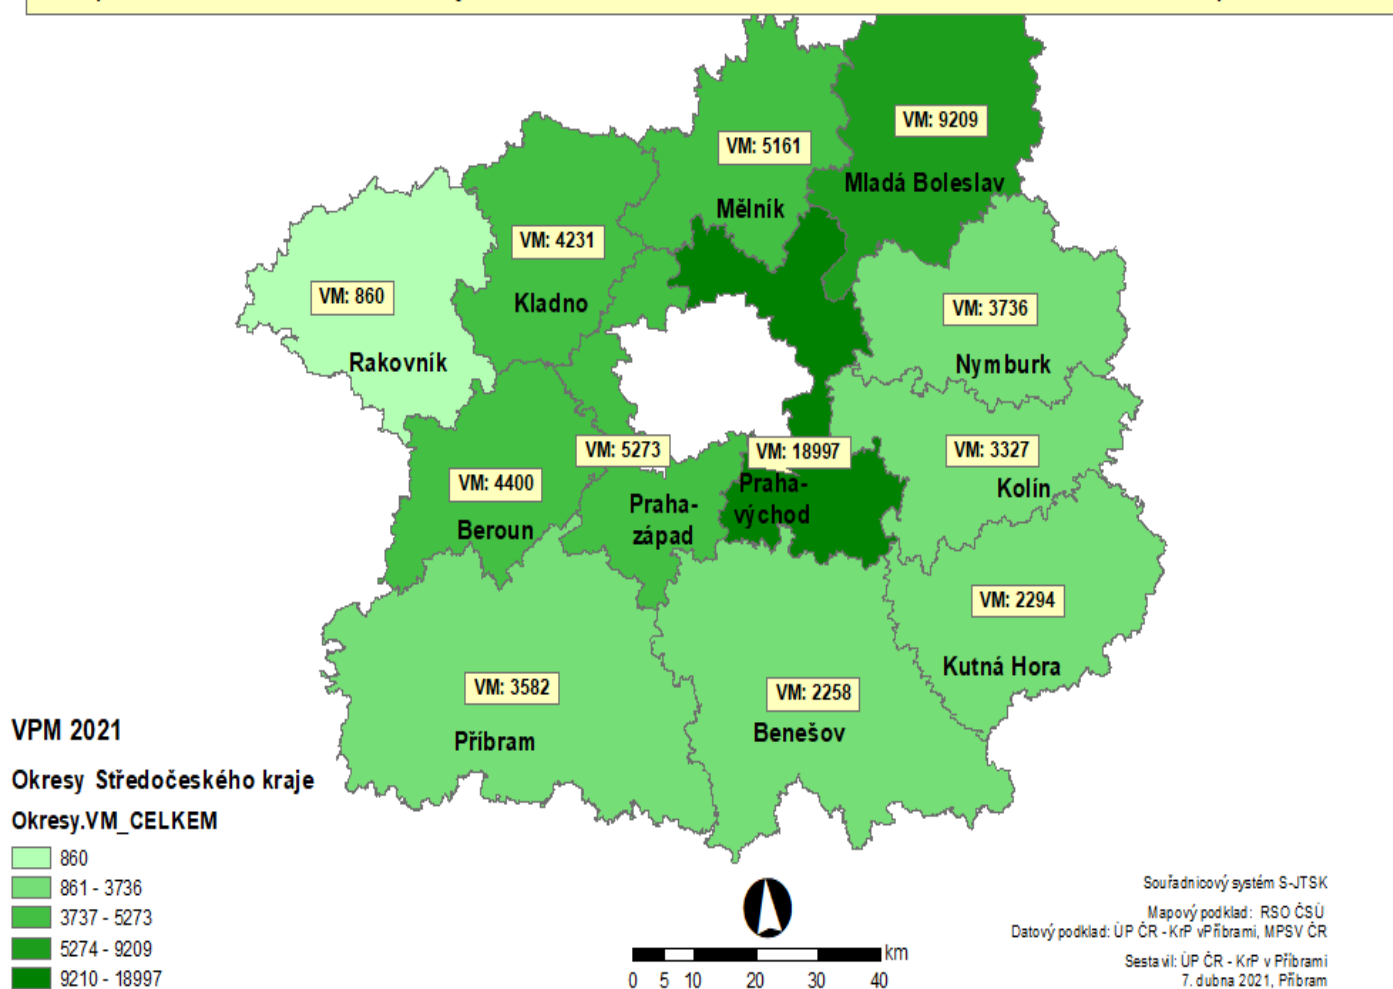 VM: 9209
VM: 5161
Mladá Boleslav
Mělník
VM: 4231
VM: 860
Kladno
VM: 3736
Rakovník
Nymburk
VM: 5273
VM: 18997
VM: 3327
VM: 4400
Kolín
Praha-
východ
Praha-
západ
Beroun
VM: 2294
Kutná Hora
VM: 3582
VM: 2258
Příbram
Benešov
VPM 2021
Okresy Středočeského kraje
Okresy.VM_CELKEM
860
861 - 3736
3737 - 5273
5274 - 9209
9210 - 18997
km
0 5 10 20 30 40
Souřadnicový systém S-JTSK
Mapový podklad: RSO ČSÚ
Datový podklad: ÚP ČR - KrP vPříbrami, MPSV ČR
Sestavil: ÚP ČR - KrP v Příbrami
7. dubna 2021, Příbram